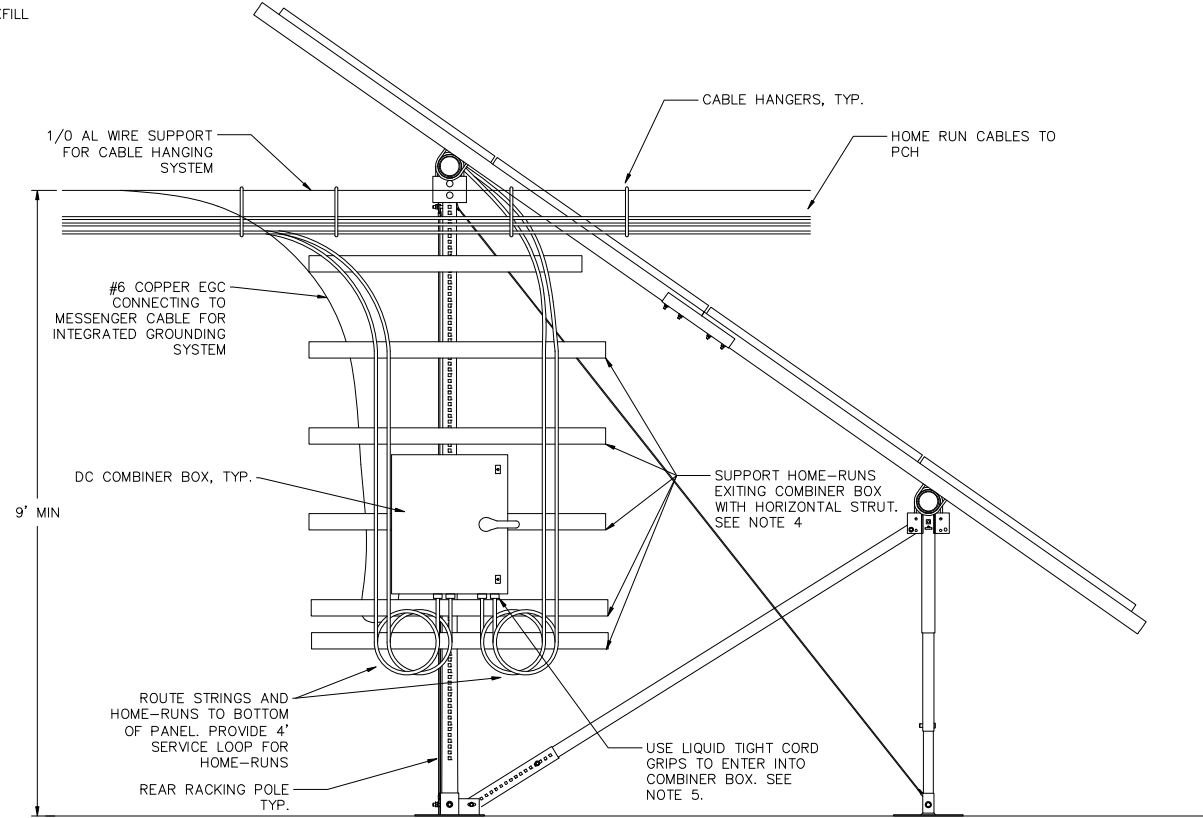 CABLE HANGERS, TYP.
1/0 AL WIRE SUPPORT
FOR CABLE HANGING
SYSTEM
HOME RUN CABLES TO
PCH
#6 COPPER EGC
CONNECTING TO
MESSENGER CABLE FOR
INTEGRATED GROUNDING
SYSTEM
DC COMBINER BOX, TYP.
9' MIN
SUPPORT HOME-RUNS
EXITING COMBINER BOX
WITH HORIZONTAL STRUT.
SEE NOTE 4
ROUTE STRINGS AND
HOME-RUNS TO BOTTOM
OF PANEL. PROVIDE 4'
SERVICE LOOP FOR
HOME-RUNS
USE LIQUID TIGHT CORD
GRIPS TO ENTER INTO
COMBINER BOX. SEE
NOTE 5.
REAR RACKING POLE
TYP.